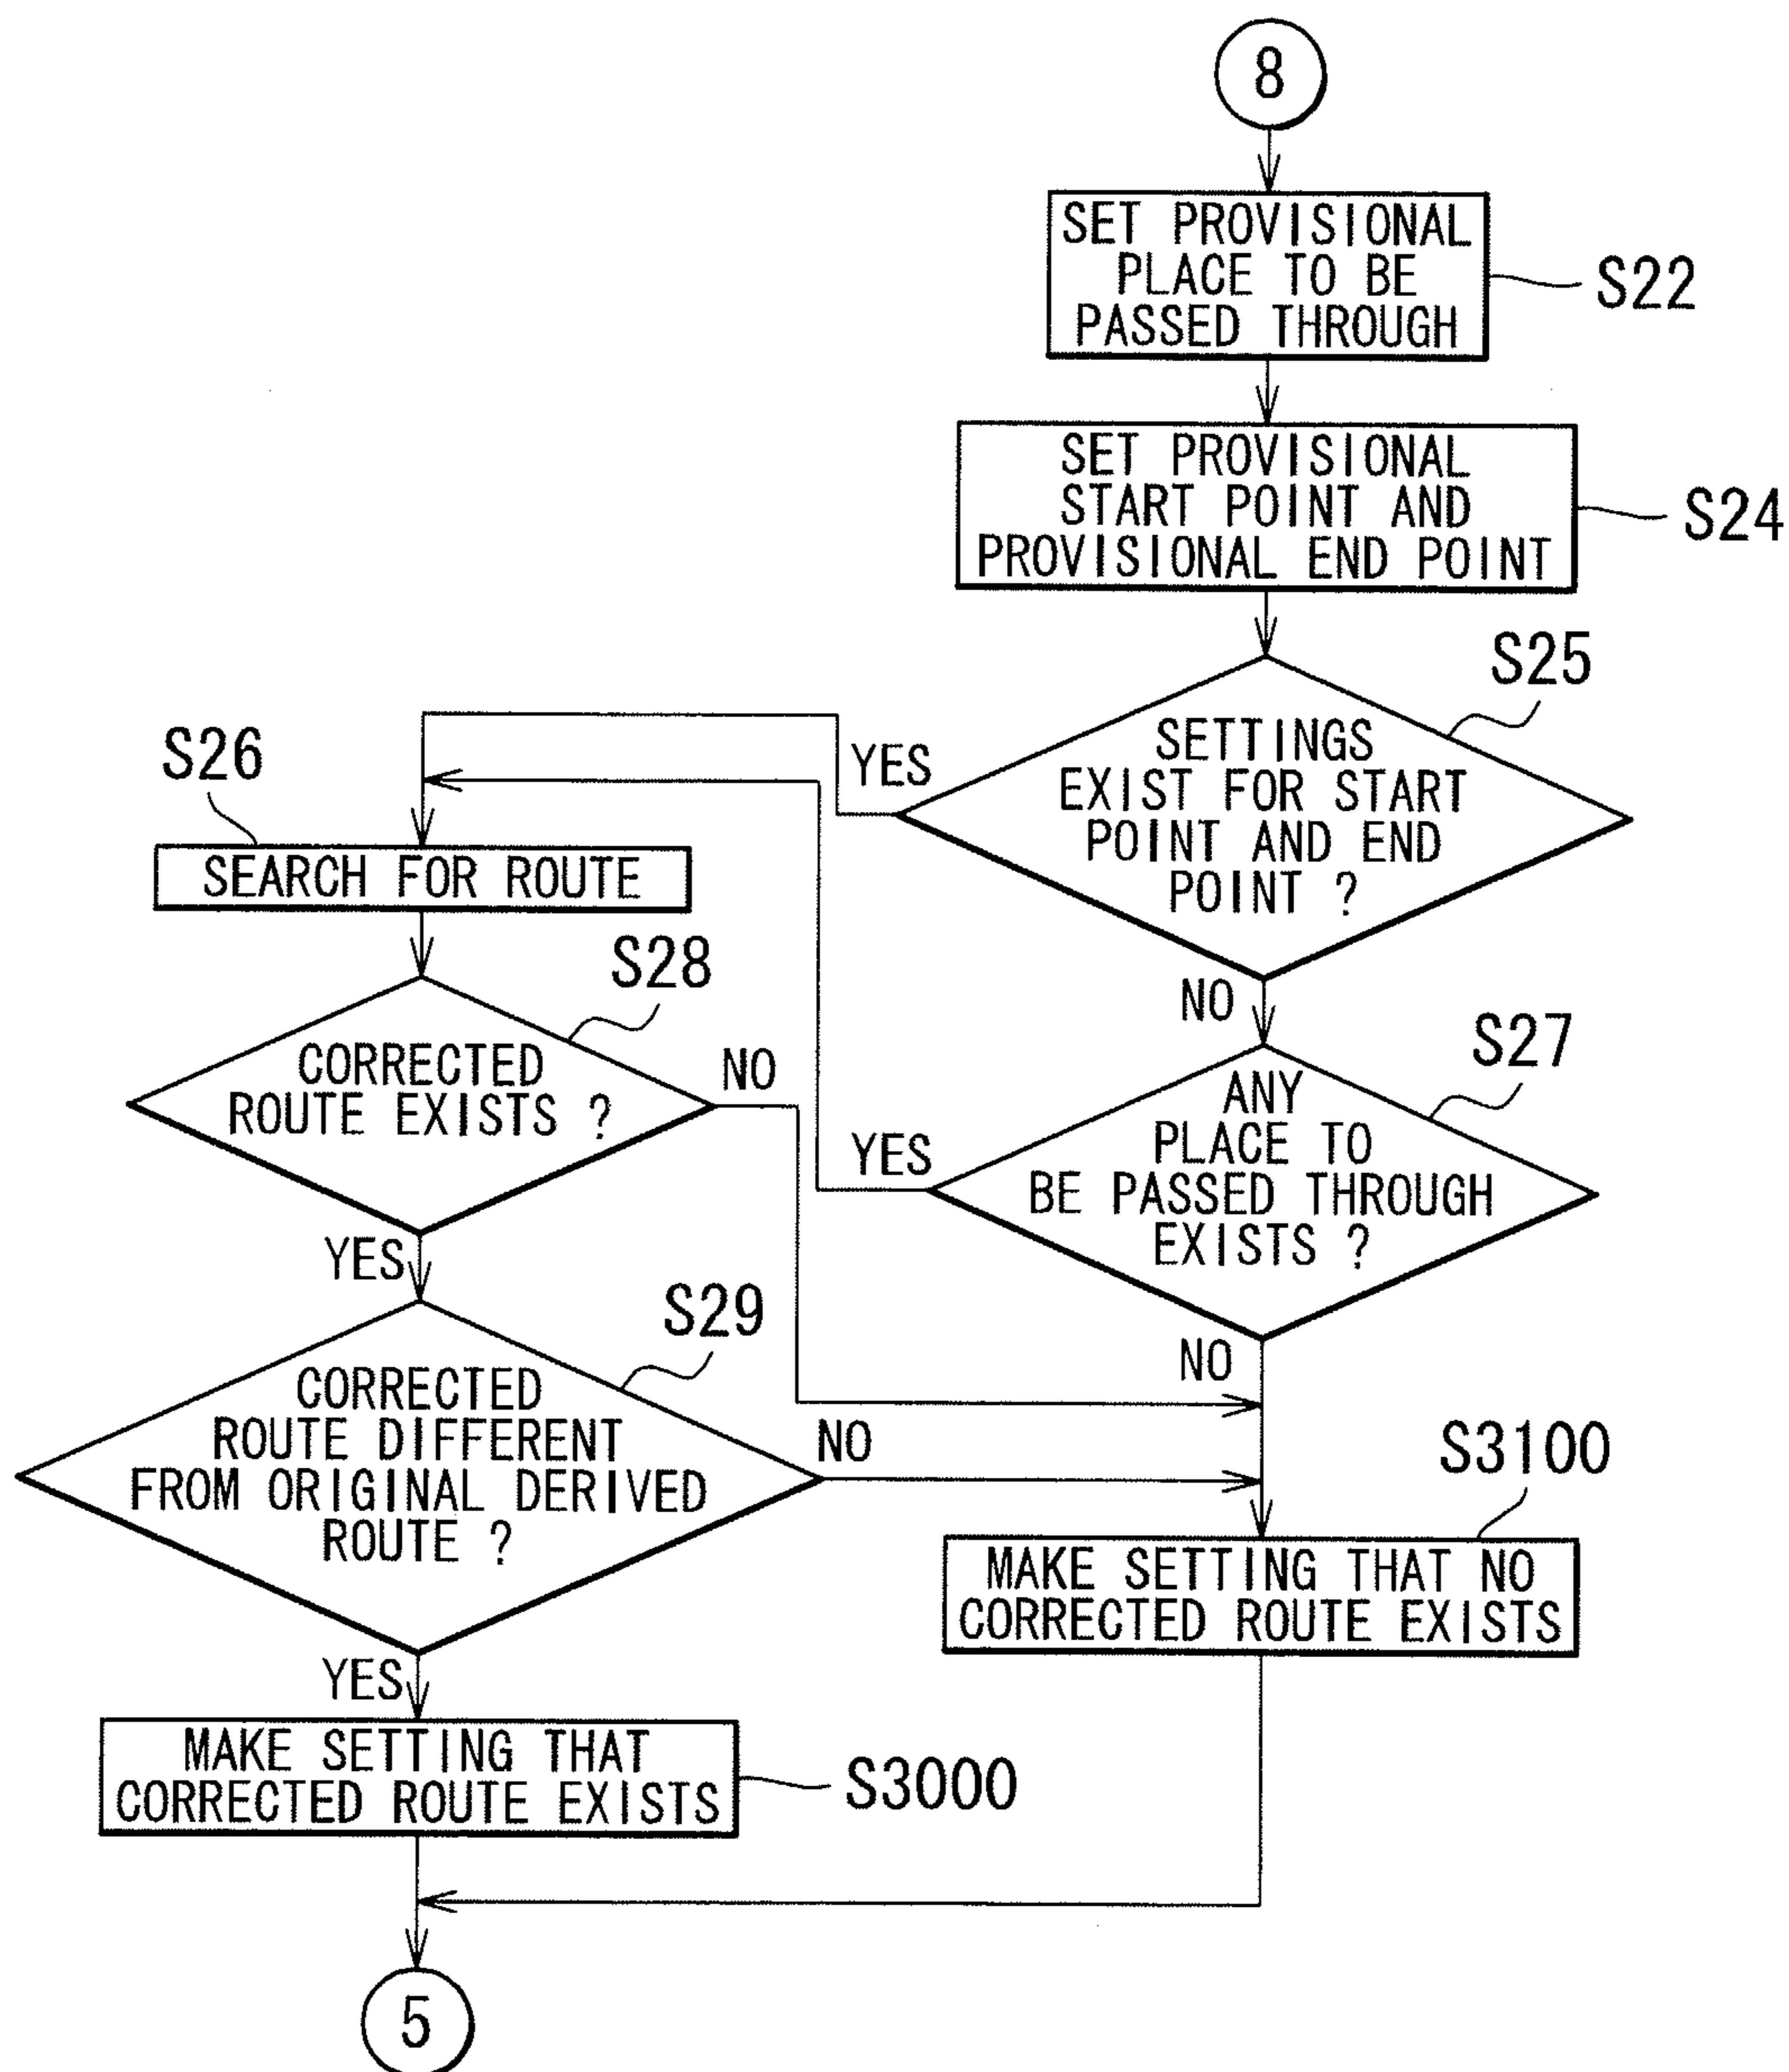 8
SET PROVISIONAL
PLACE TO BE
PASSED THROUGH
S22
SET PROVISIONAL
START POINT AND
PROVISIONAL END POINT
S24
S25
SETTINGS
EXIST FOR START
POINT AND END
POINT ?
YES
NO
S26
SEARCH FOR ROUTE
S28
CORRECTED
ROUTE EXISTS ?
NO
YES
S27
ANY
PLACE TO
BE PASSED THROUGH
EXISTS ?
YES
NO
S29
CORRECTED
ROUTE DIFFERENT
FROM ORIGINAL DERIVED
ROUTE ?
NO
YES
S3100
MAKE SETTING THAT NO
CORRECTED ROUTE EXISTS
MAKE SETTING THAT
CORRECTED ROUTE EXISTS
S3000
5